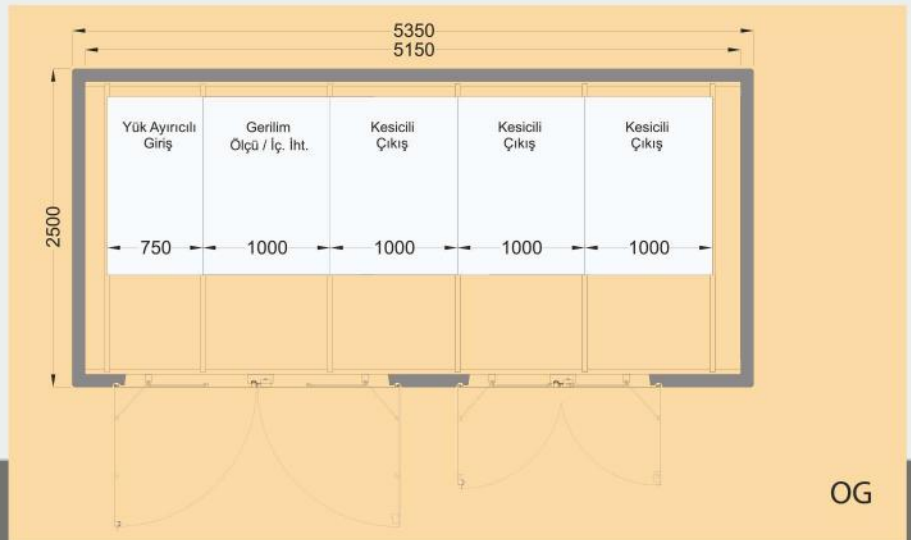 5350
5150
2500
Yük Ayırıcılı
Giriş
Gerilim
Ölçü / İç. İht.
Kesicili
Çıkış
Kesicili
Çıkış
Kesicili
Çıkış
750
1000
1000
1000
1000
OG